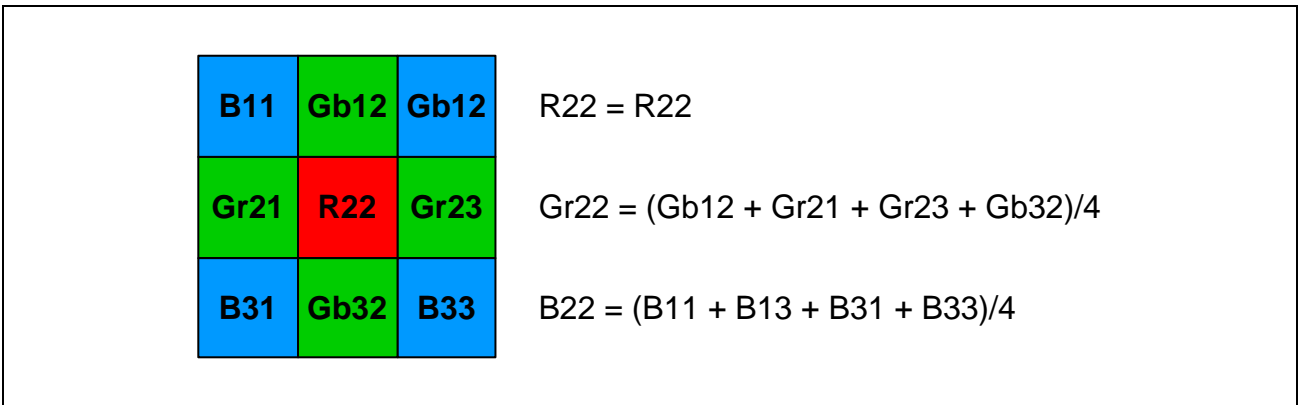 B11 Gb12 Gb12 R22 = R22
Gr21 R22 Gr23 Gr22 = (Gb12 + Gr21 + Gr23 + Gb32)/4
B31 Gb32 B33 B22 = (B11 + B13 + B31 + B33)/4